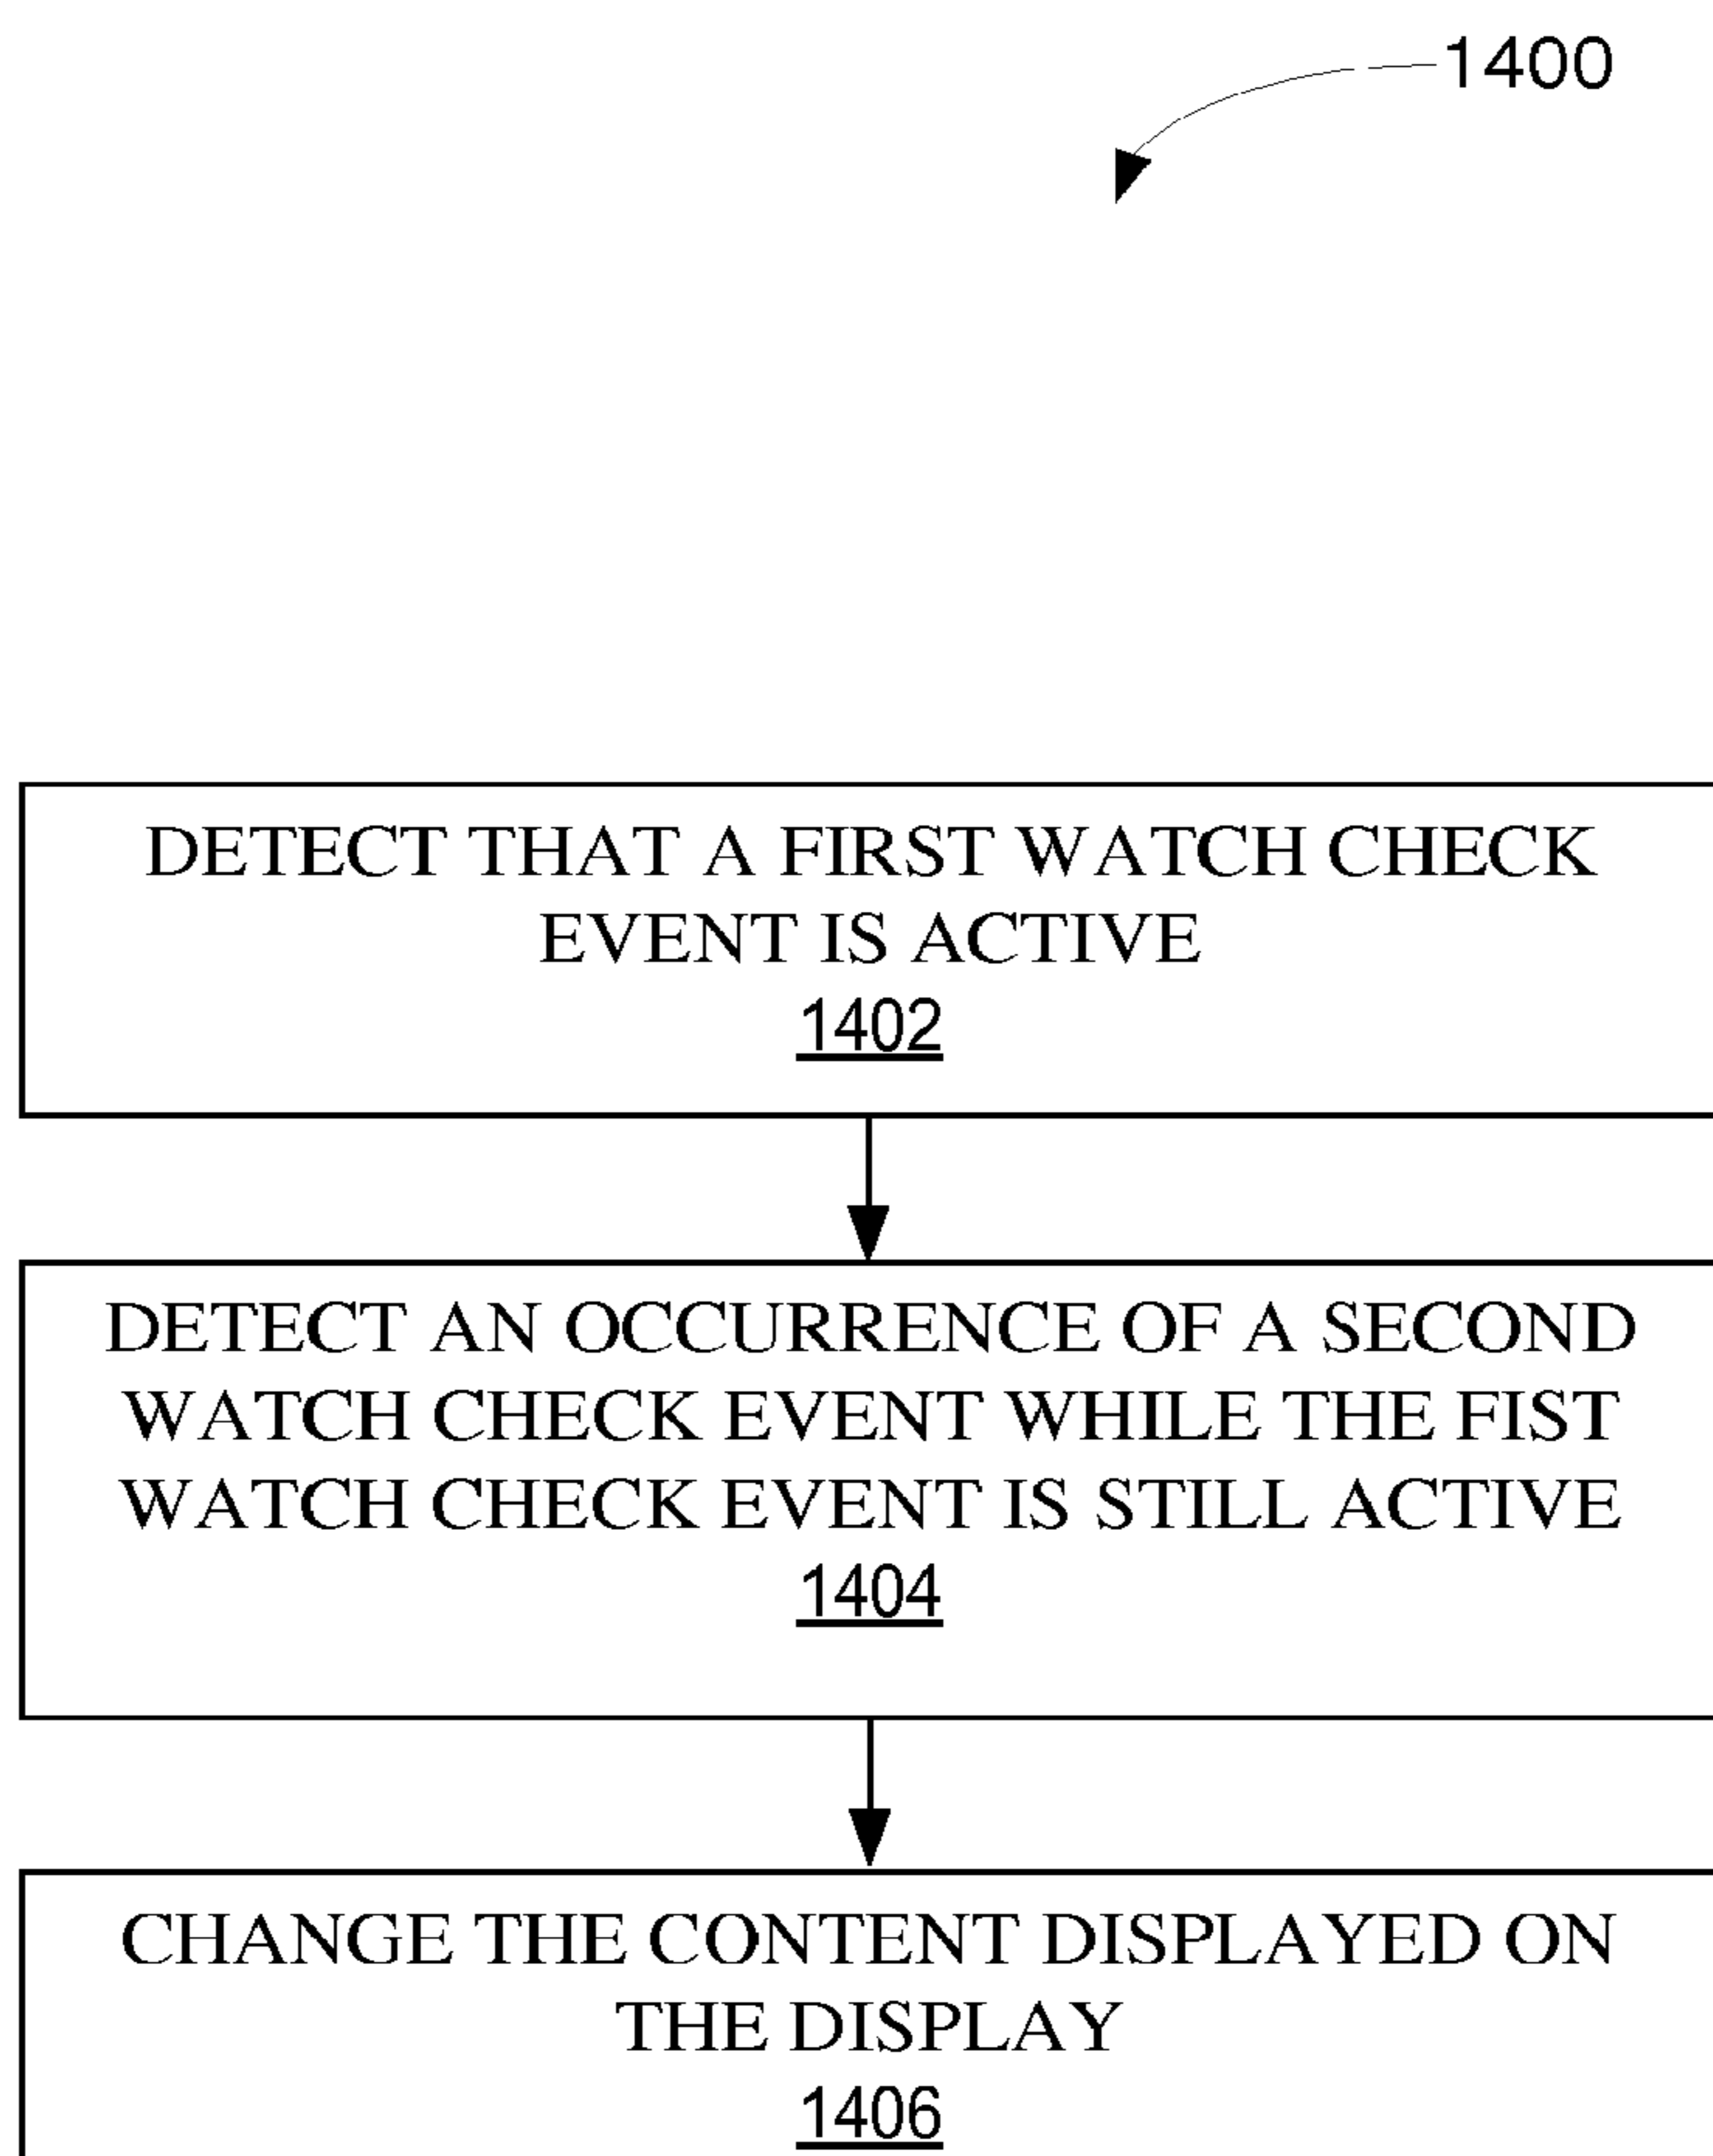 1400
DETECT THAT A FIRST WATCH CHECK
EVENT IS ACTIVE
1402
DETECT AN OCCURRENCE OF A SECOND
WATCH CHECK EVENT WHILE THE FIST
WATCH CHECK EVENT IS STILL ACTIVE
1404
CHANGE THE CONTENT DISPLAYED ON
THE DISPLAY
1406